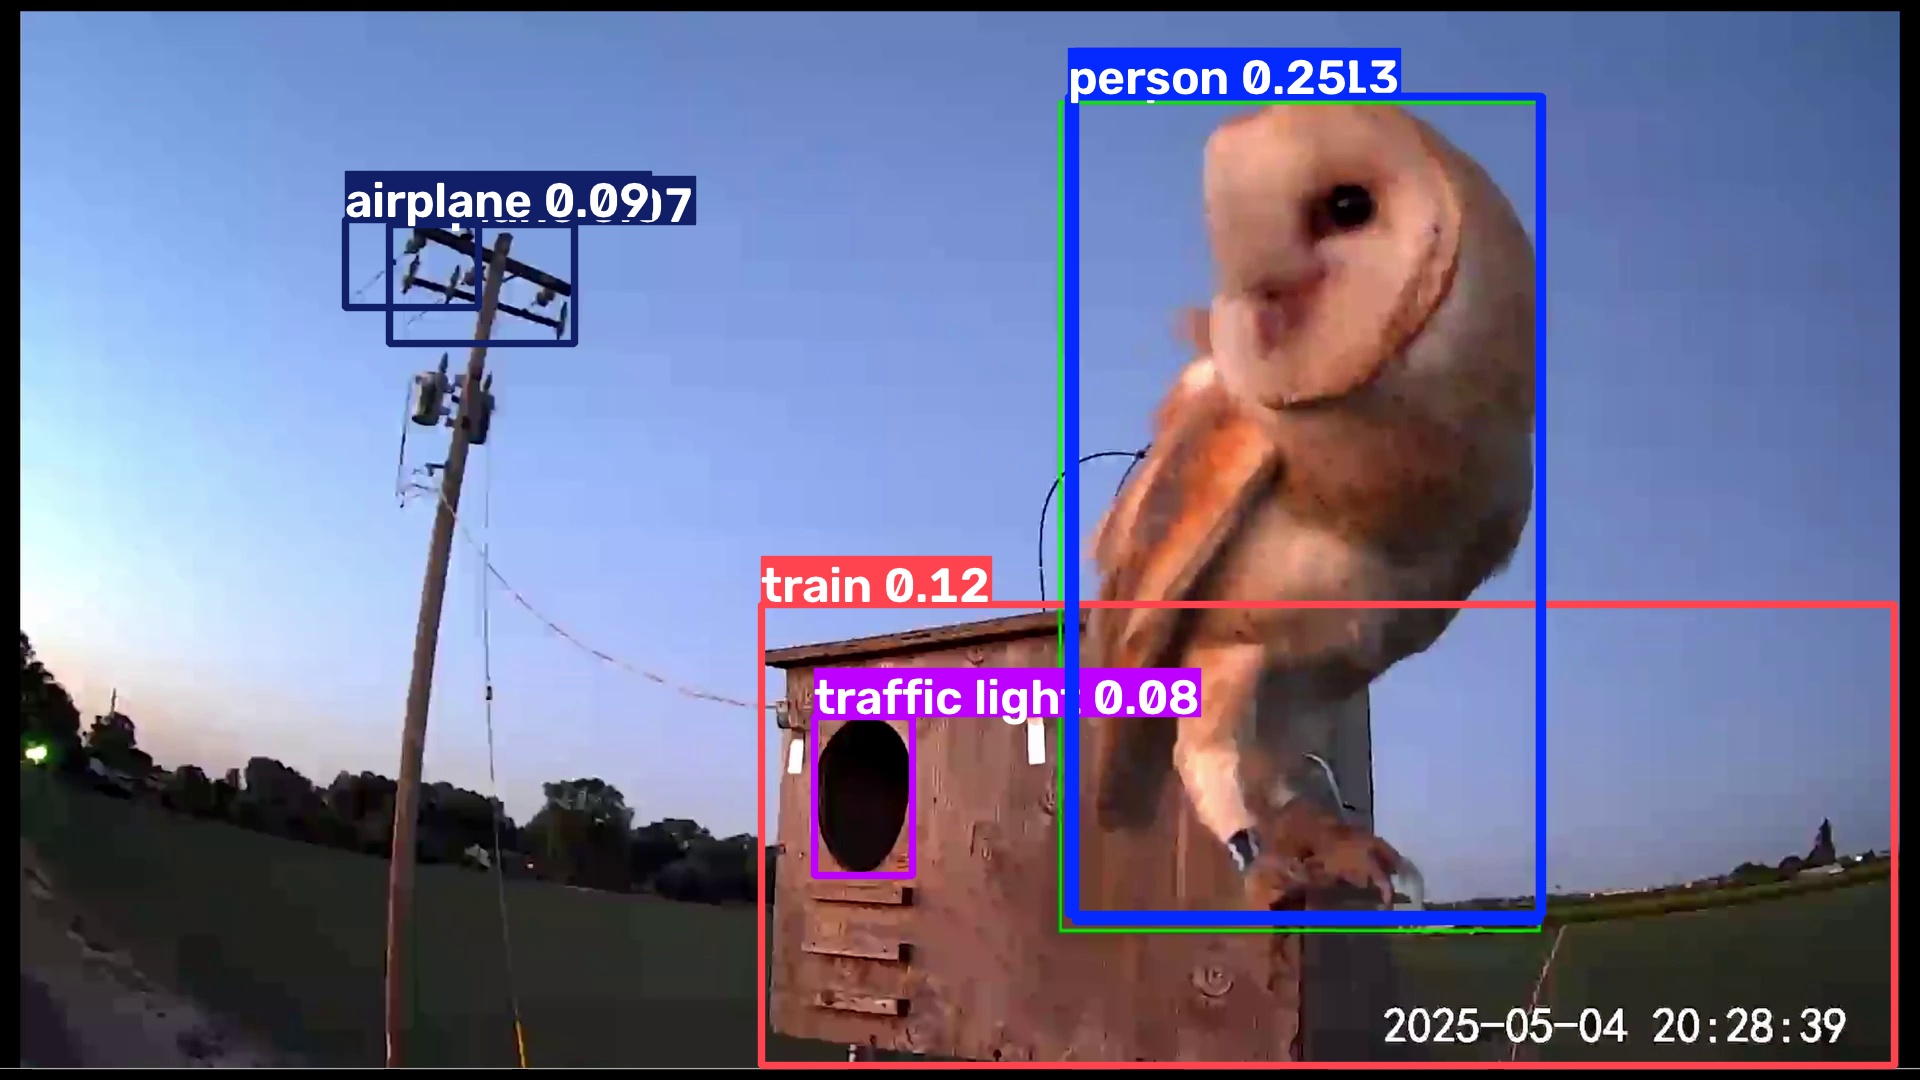 person 0.25
airplane 0.09
train 0.12
traffic light 0.08
2025-05-04 20:28:39